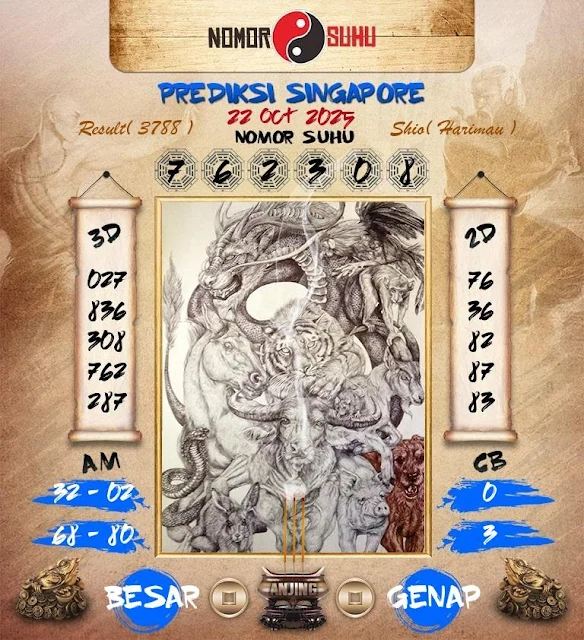 NOMOR SUHU
PREDIKSI SINGAPORE
22 OCT 2025
Result( 3788 )
NOMOR SUHU
Shio( Harimau )
7 6 2 3 0 8
3D
027
836
308
762
287
2D
76
36
82
87
83
AM
32 - 02
68 - 80
CB
0
3
BESAR
ANJING
GENAP